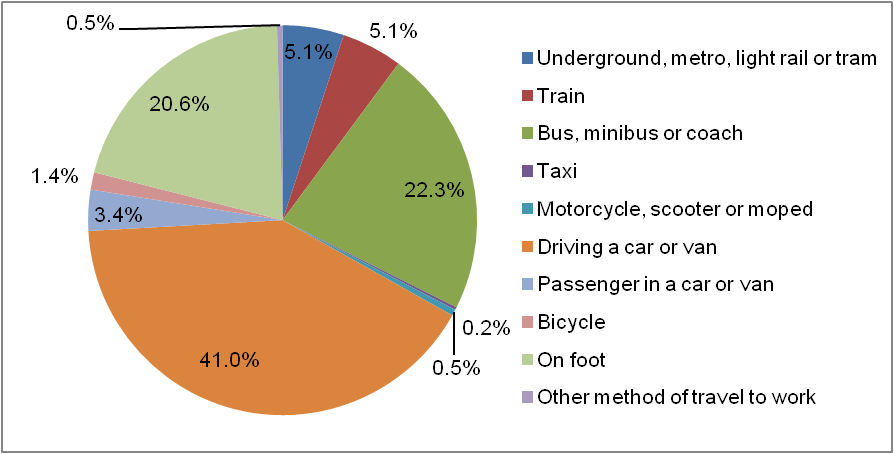 0.5%
5.1%
5.1%
20.6%
22.3%
1.4%
3.4%
0.2%
0.5%
41.0%
Underground, metro, light rail or tram
Train
Bus, minibus or coach
Taxi
Motorcycle, scooter or moped
Driving a car or van
Passenger in a car or van
Bicycle
On foot
Other method of travel to work